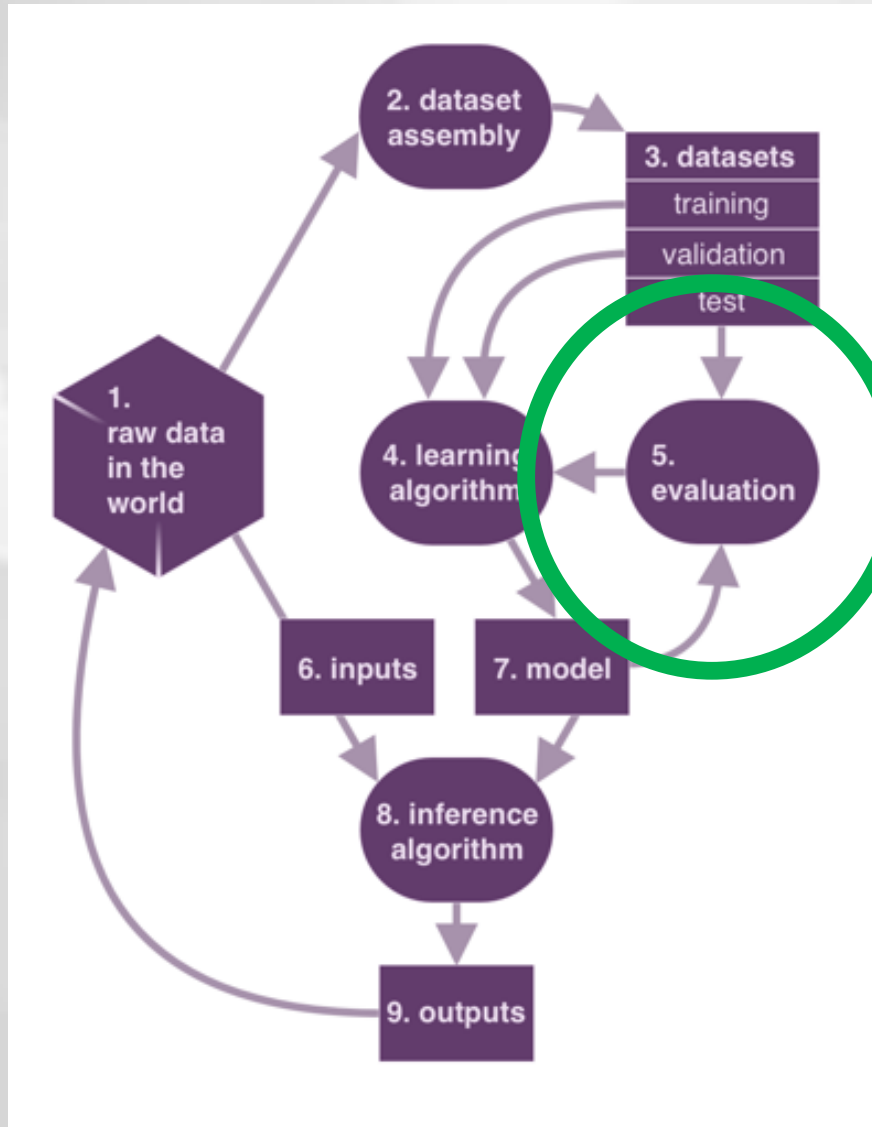 2. dataset
assembly
3. datasets
training
validation
test
1.
raw data
in the
world
4. learning
algorithm
5.
evaluation
6. inputs
7. model
8. inference
algorithm
9. outputs